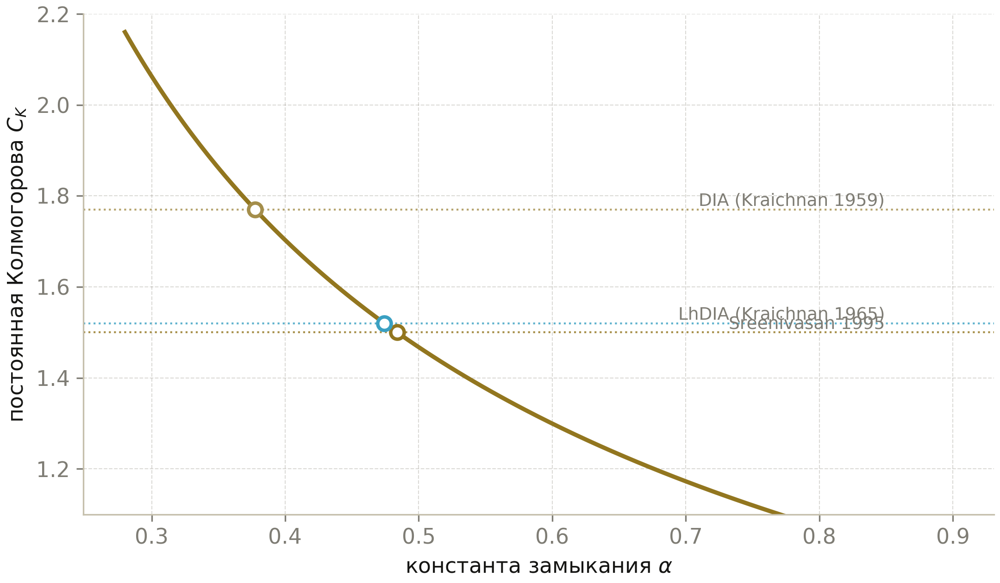 2.2
2.0
1.8
1.6
1.4
1.2
постоянная Колмогорова C_K
DIA (Kraichnan 1959)
LhDIA (Kraichnan 1965)
Sreenivasan 1995
0.3 0.4 0.5 0.6 0.7 0.8 0.9
константа замыкания α